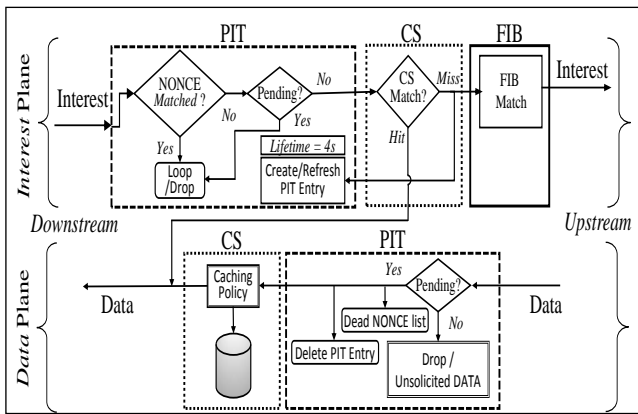 PIT
CS
FIB
Interest Plane
Interest
NONCE
Matched ?
No
Pending?
No
CS
Match?
Miss
FIB
Match
Interest
Yes
Yes
Hit
Loop
/Drop
Lifetime = 4s
Create/Refresh
PIT Entry
Downstream
Upstream
CS
PIT
Data Plane
Data
Caching
Policy
Yes
Pending?
Data
Dead NONCE list
No
Delete PIT Entry
Drop /
Unsolicited DATA